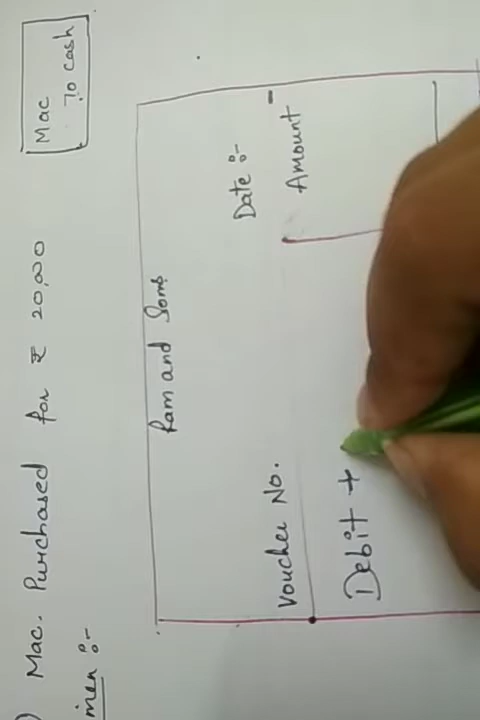 ) Mac. Purchased for ₹ 20,000
Mac
To cash
men :-
Ram and Sons
Voucher No.
Date :-
Amount
Debit +